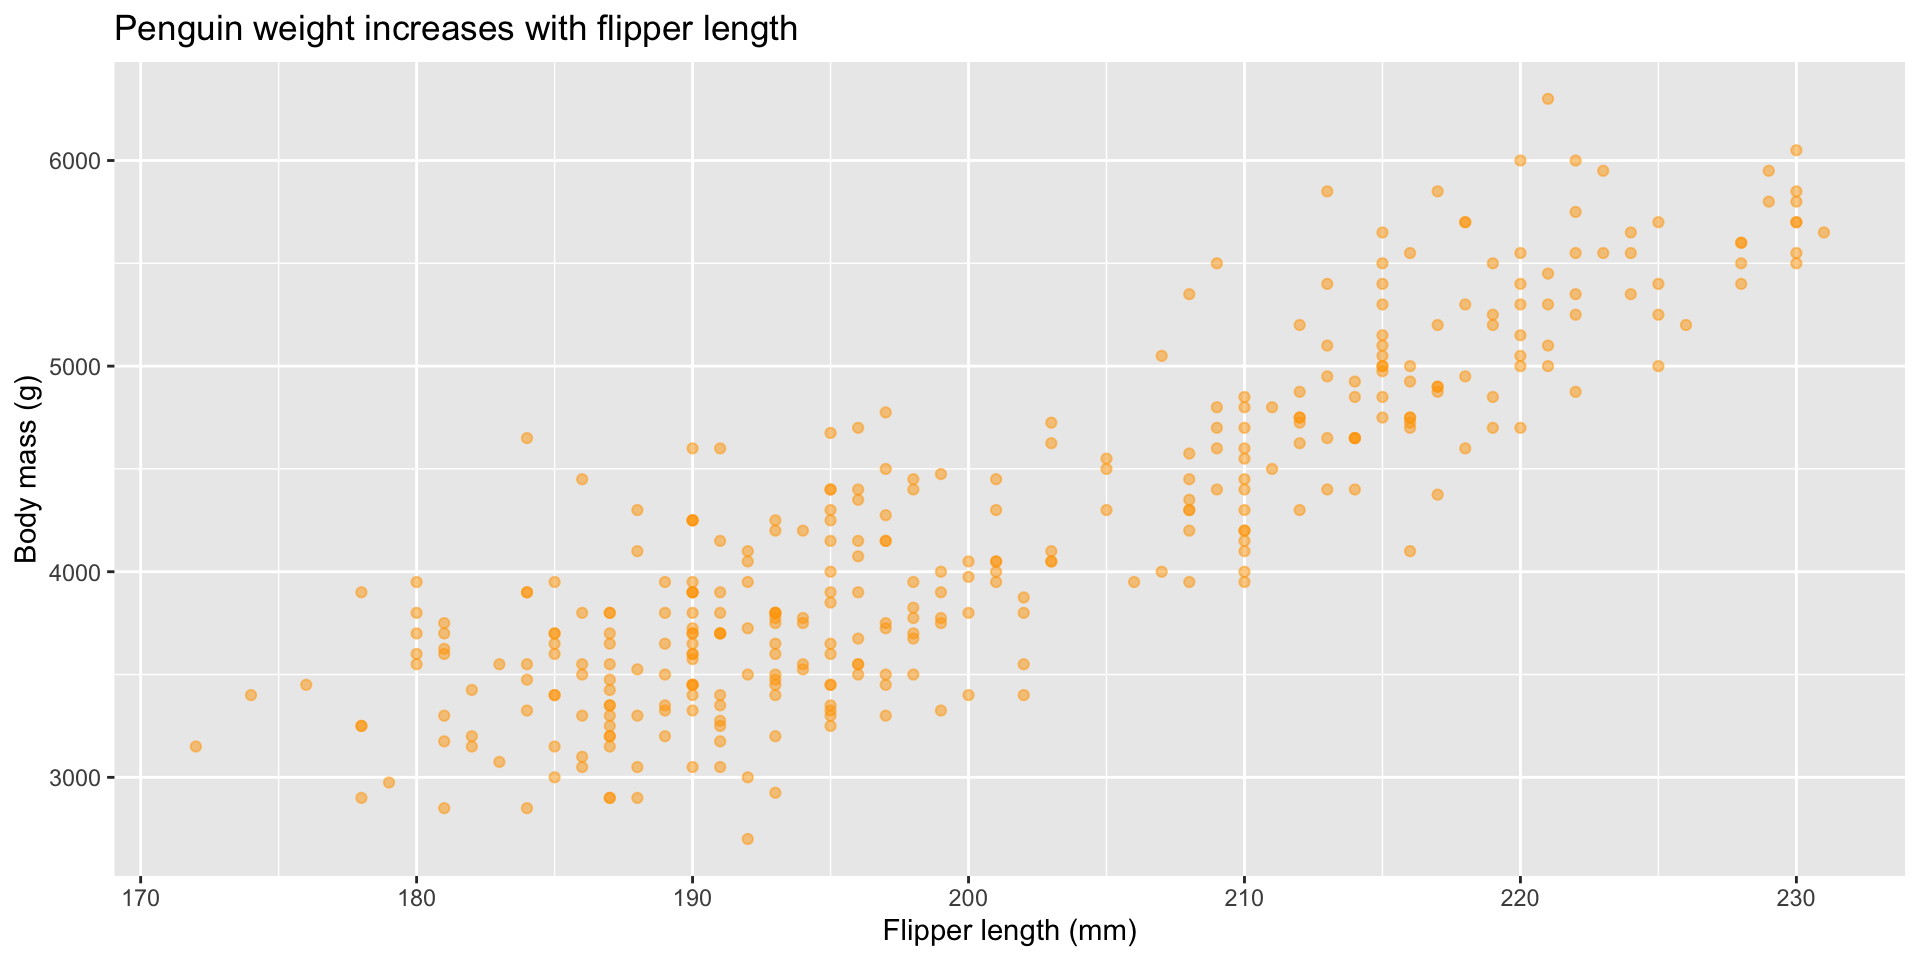 Penguin weight increases with flipper length
Body mass (g)
6000
5000
4000
3000
170 180 190 200 210 220 230
Flipper length (mm)